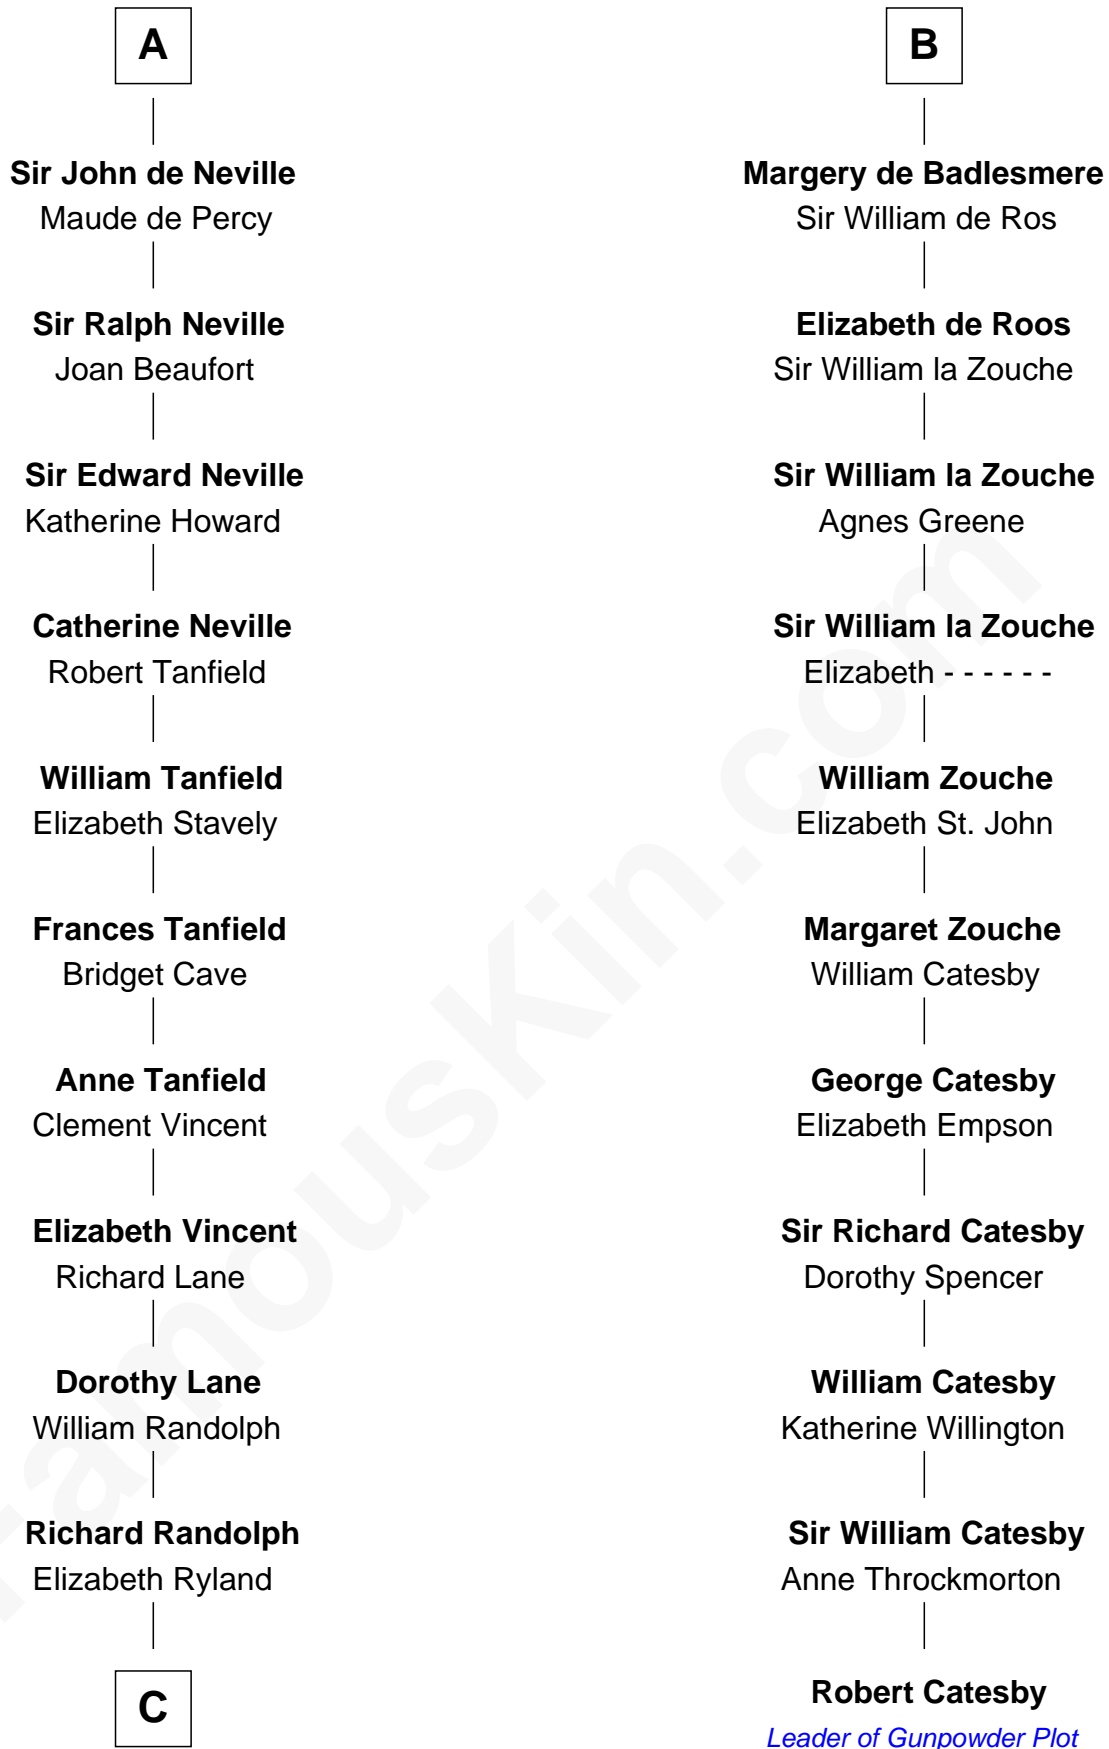 A
Sir John de Neville
Maude de Percy
Sir Ralph Neville
Joan Beaufort
Sir Edward Neville
Katherine Howard
Catherine Neville
Robert Tanfield
William Tanfield
Elizabeth Stavely
Frances Tanfield
Bridget Cave
Anne Tanfield
Clement Vincent
Elizabeth Vincent
Richard Lane
Dorothy Lane
William Randolph
Richard Randolph
Elizabeth Ryland
C
B
Margery de Badlesmere
Sir William de Ros
Elizabeth de Roos
Sir William la Zouche
Sir William la Zouche
Agnes Greene
Sir William la Zouche
Elizabeth - - - - - -
William Zouche
Elizabeth St. John
Margaret Zouche
William Catesby
George Catesby
Elizabeth Empson
Sir Richard Catesby
Dorothy Spencer
William Catesby
Katherine Willington
Sir William Catesby
Anne Throckmorton
Robert Catesby
Leader of Gunpowder Plot
FamousKin.com